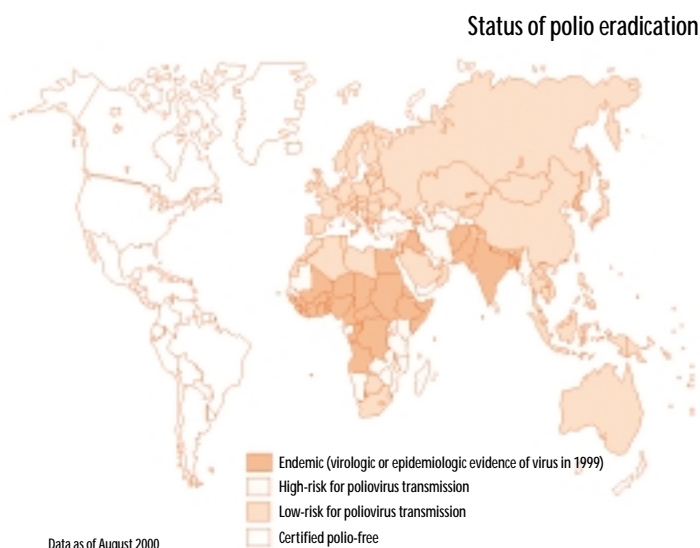 Status of polio eradication
Endemic (virologic or epidemiologic evidence of virus in 1999)
High-risk for poliovirus transmission
Low-risk for poliovirus transmission
Certified polio-free
Data as of August 2000